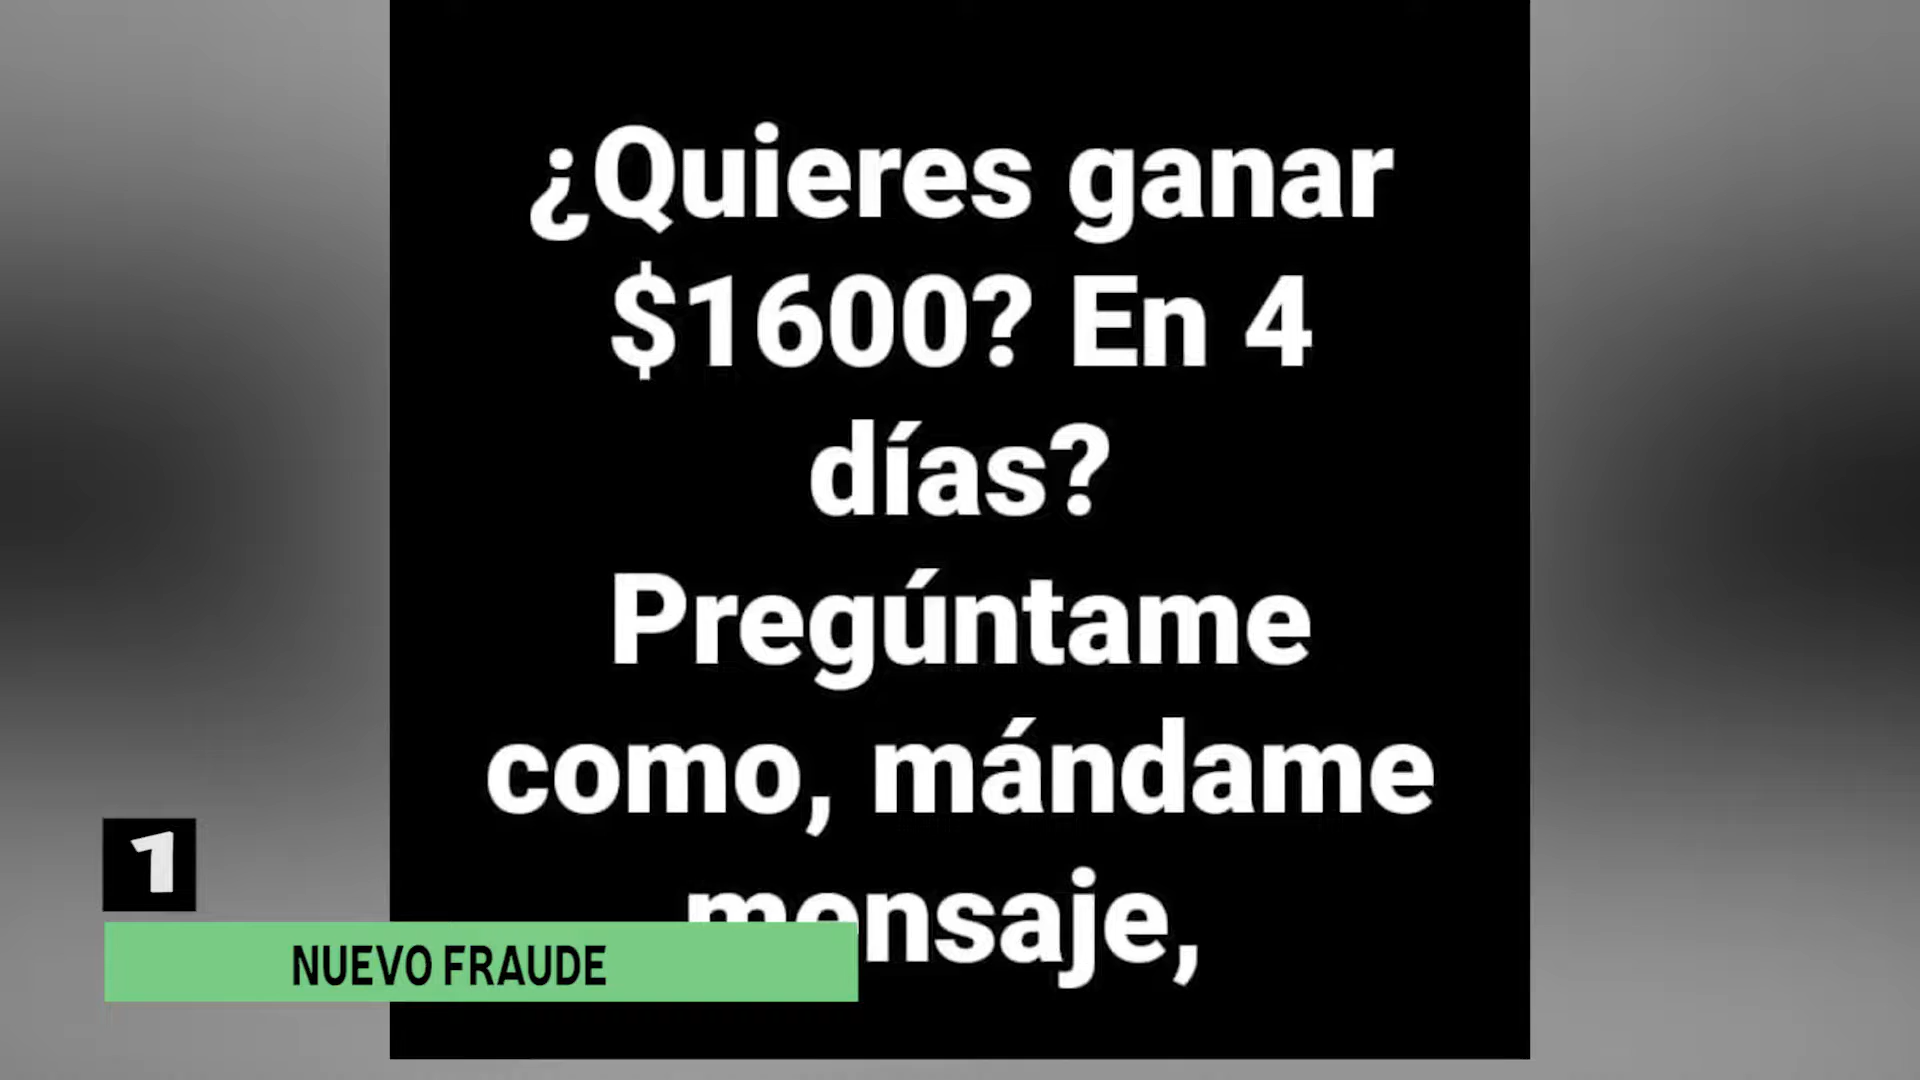 ¿Quieres ganar
$1600? En 4
días?
Pregúntame
como, mándame
mensaje,
1
NUEVO FRAUDE